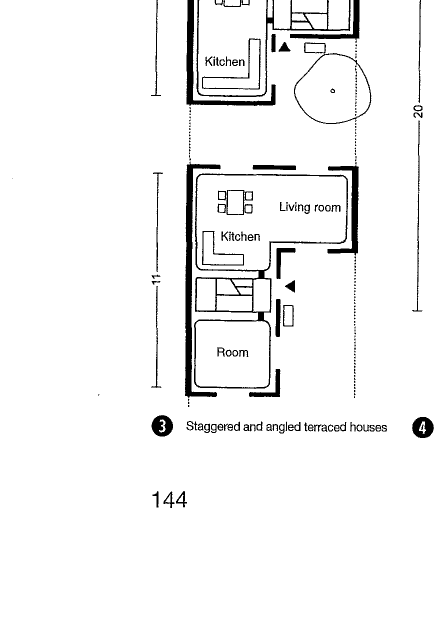 Kitchen
20
Living room
Kitchen
11
Room
3 Staggered and angled terraced houses 4
144